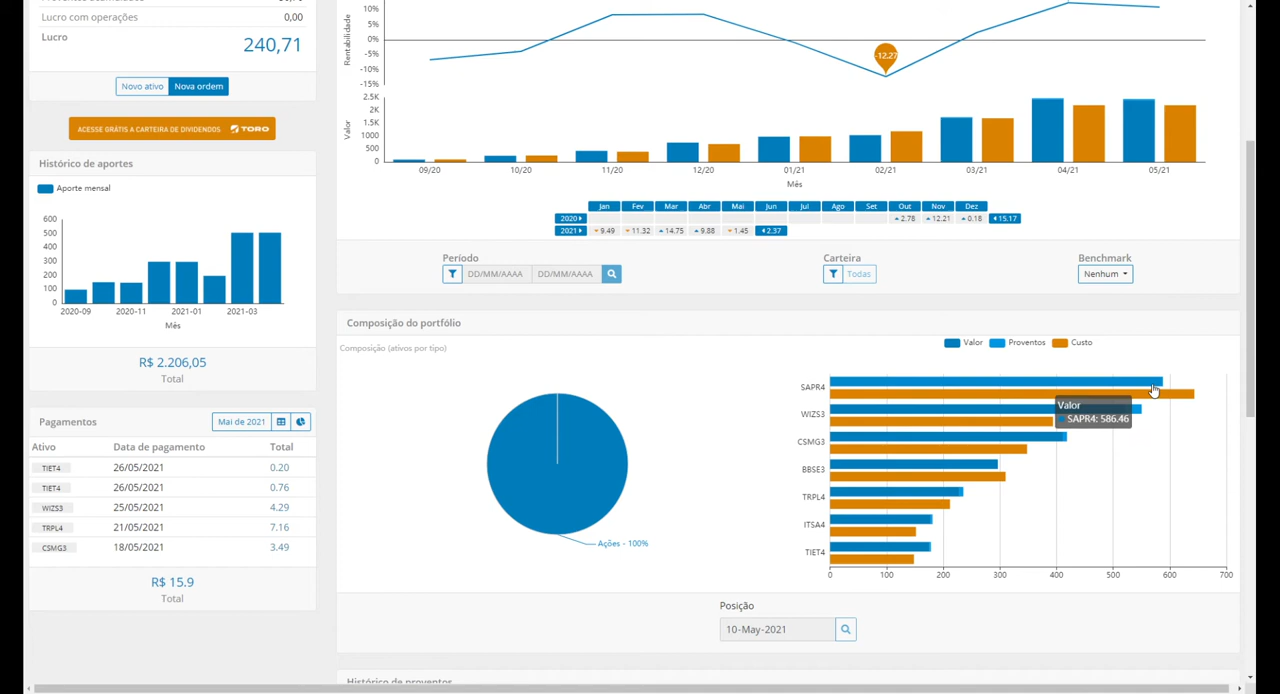 Lucro com operações 0,00
Lucro 240,71
Novo ativo Nova ordem
ACESSE GRÁTIS A CARTEIRA DE DIVIDENDOS TORO
Histórico de aportes
Aporte mensal
600
500
400
300
200
100
0
2020-09 2020-11 2021-01 2021-03
Mês
R$ 2.206,05
Total
Pagamentos Mai de 2021
Ativo Data de pagamento Total
TIET4 26/05/2021 0.20
TIET4 26/05/2021 0.76
WIZS3 25/05/2021 4.29
TRPL4 21/05/2021 7.16
CSMG3 18/05/2021 3.49
R$ 15.9
Total
Rentabilidade
10%
5%
0%
-5%
-10%
-15%
-12.27
Valor
2.5K
2K
1500
1000
500
0
09/20 10/20 11/20 12/20 01/21 02/21 03/21 04/21 05/21
Mês
Jan Fev Mar Abr Mai Jun Jul Ago Set Out Nov Dez
2020 2.78 12.21 0.18 15.17
2021 9.49 11.32 14.75 9.88 1.45 2.37
Período Carteira Benchmark
DD/MM/AAAA DD/MM/AAAA Todas Nenhum
Composição do portfólio
Composição (ativos por tipo)
Ações - 100%
Valor Proventos Custo
SAPR4
WIZS3
CSMG3
BBSE3
TRPL4
ITSA4
TIET4
Valor
SAPR4: 586.46
0 100 200 300 400 500 600 700
Posição
10-May-2021
Histórico de proventos